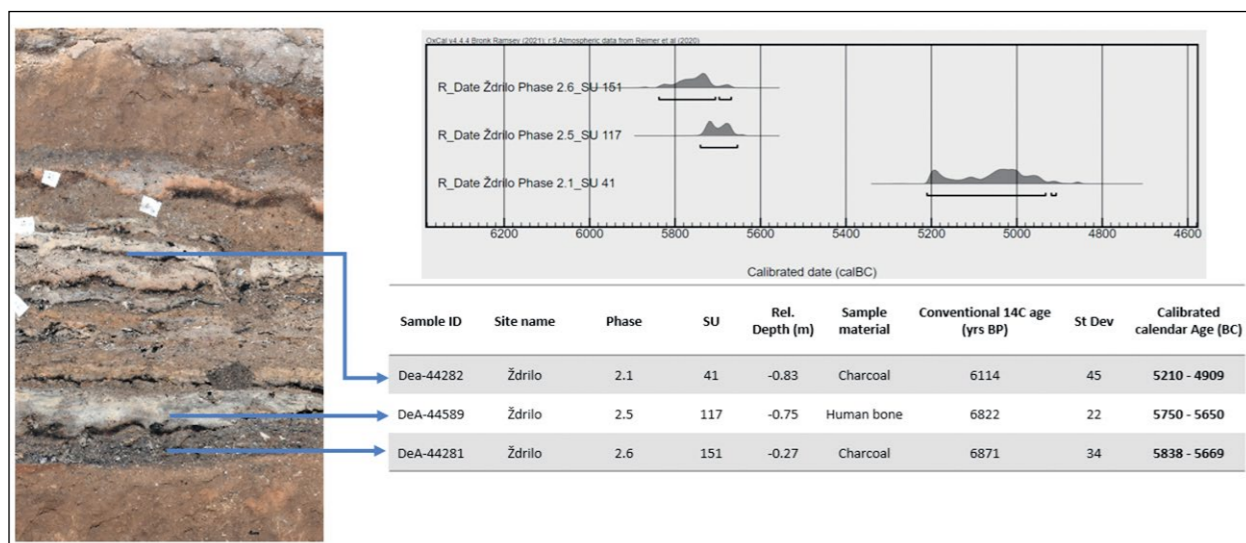 OxCal v4.4.4 Bronk Ramsey (2021); r:5 Atmospheric data from Reimer et al (2020)
R_Date Ždrilo Phase 2.6_SU 151
R_Date Ždrilo Phase 2.5_SU 117
R_Date Ždrilo Phase 2.1_SU 41
6200 6000 5800 5600 5400 5200 5000 4800 4600
Calibrated date (calBC)
Sample ID Site name Phase SU Rel. Depth (m) Sample material Conventional 14C age (yrs BP) St Dev Calibrated calendar Age (BC)
Dea-44282 Ždrilo 2.1 41 -0.83 Charcoal 6114 45 5210 - 4909
DeA-44589 Ždrilo 2.5 117 -0.75 Human bone 6822 22 5750 - 5650
DeA-44281 Ždrilo 2.6 151 -0.27 Charcoal 6871 34 5838 - 5669